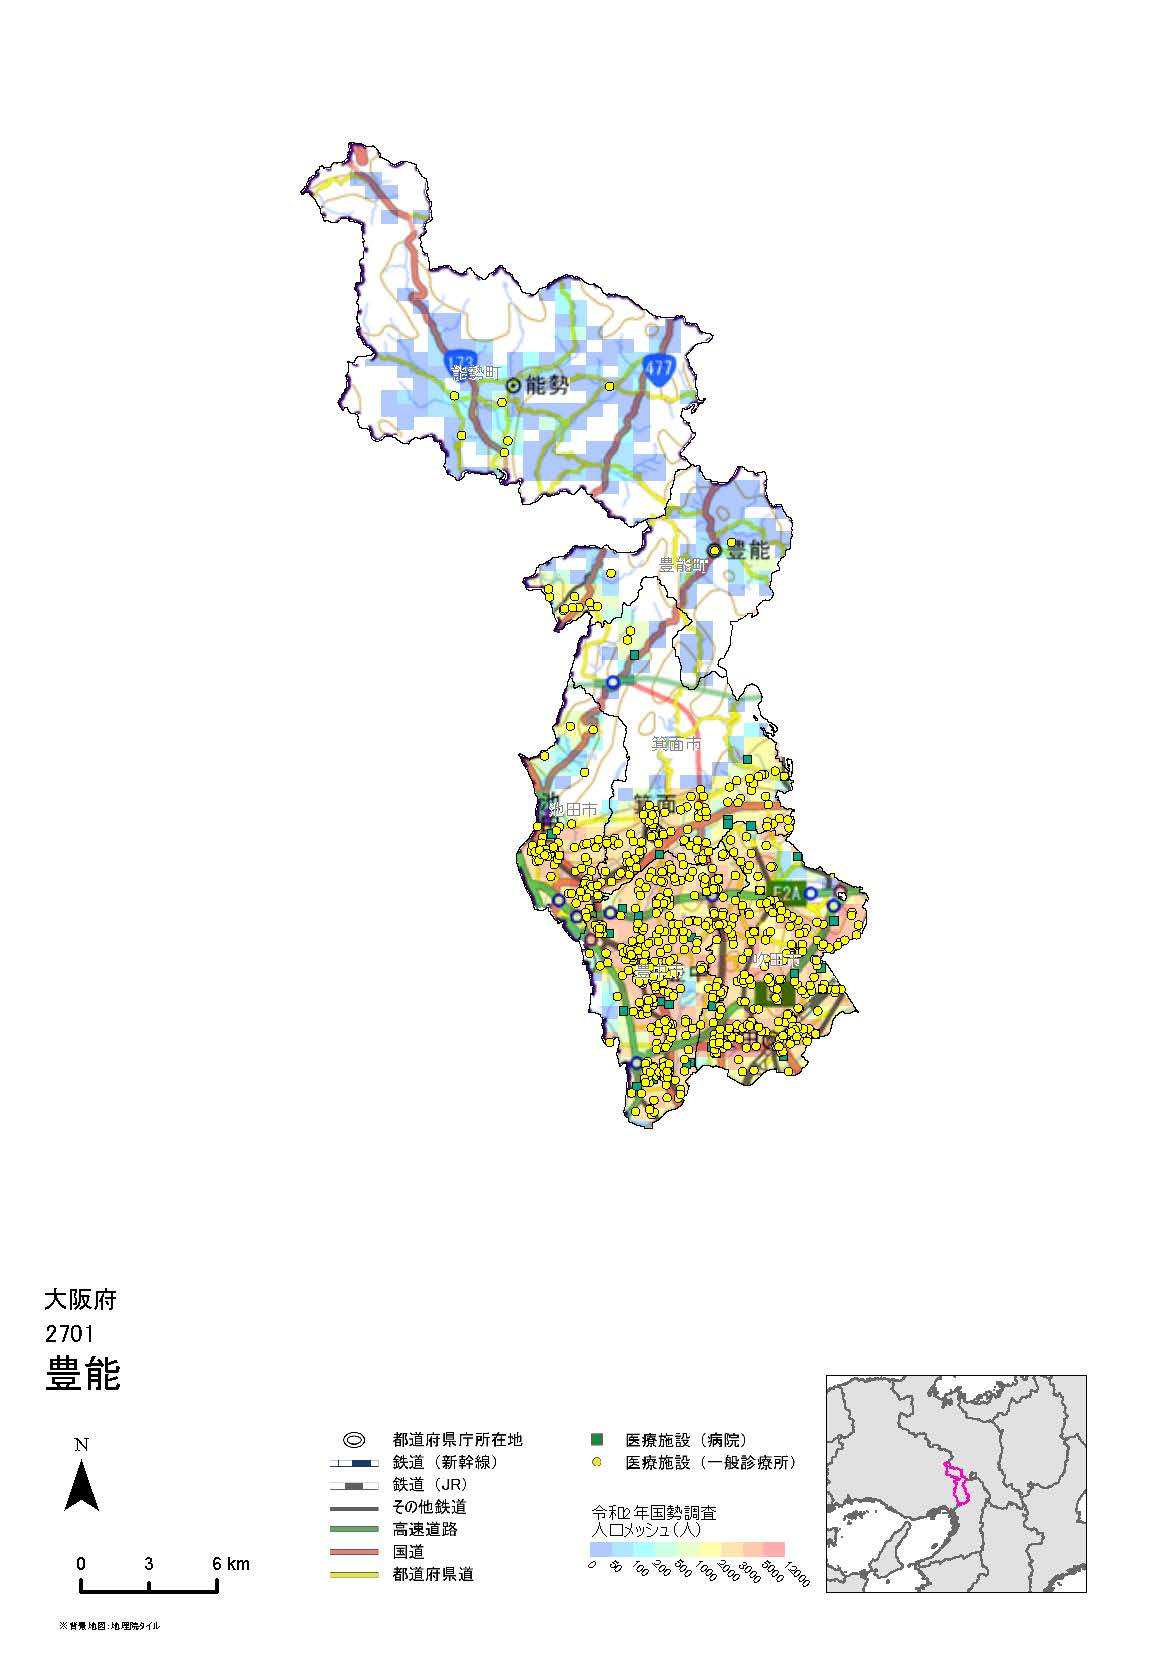 173
能勢町
能勢
477
豊能
豊能町
箕面市
池
池田市
箕面
E2A
吹田市
豊中市
大阪府
2701
豊能
N
0 3 6 km
※背景地図:地理院タイル
都道府県庁所在地
鉄道(新幹線)
鉄道(JR)
その他鉄道
高速道路
国道
都道府県道
医療施設(病院)
医療施設(一般診療所)
令和2年国勢調査
人口メッシュ(人)
0 50 100 200 500 1000 2000 3000 5000 12000